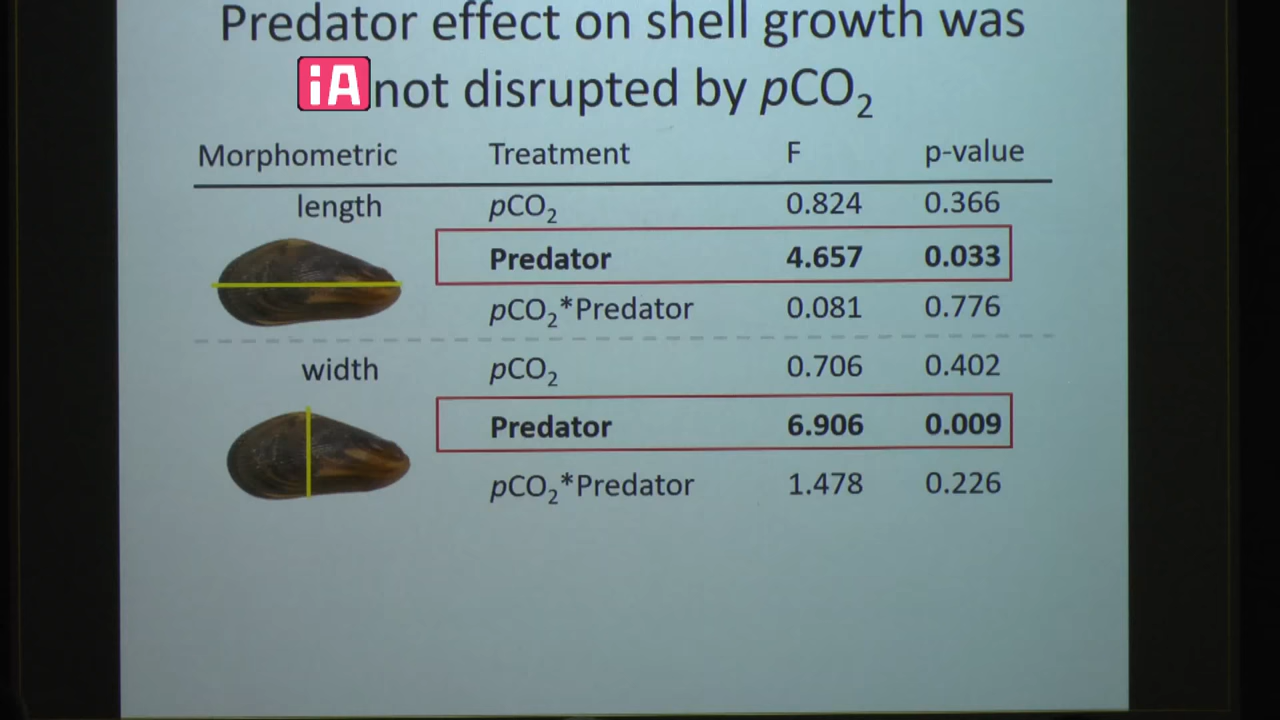 Predator effect on shell growth was
iA not disrupted by pCO₂
Morphometric Treatment F p-value
length pCO₂ 0.824 0.366
Predator 4.657 0.033
pCO₂*Predator 0.081 0.776
width pCO₂ 0.706 0.402
Predator 6.906 0.009
pCO₂*Predator 1.478 0.226